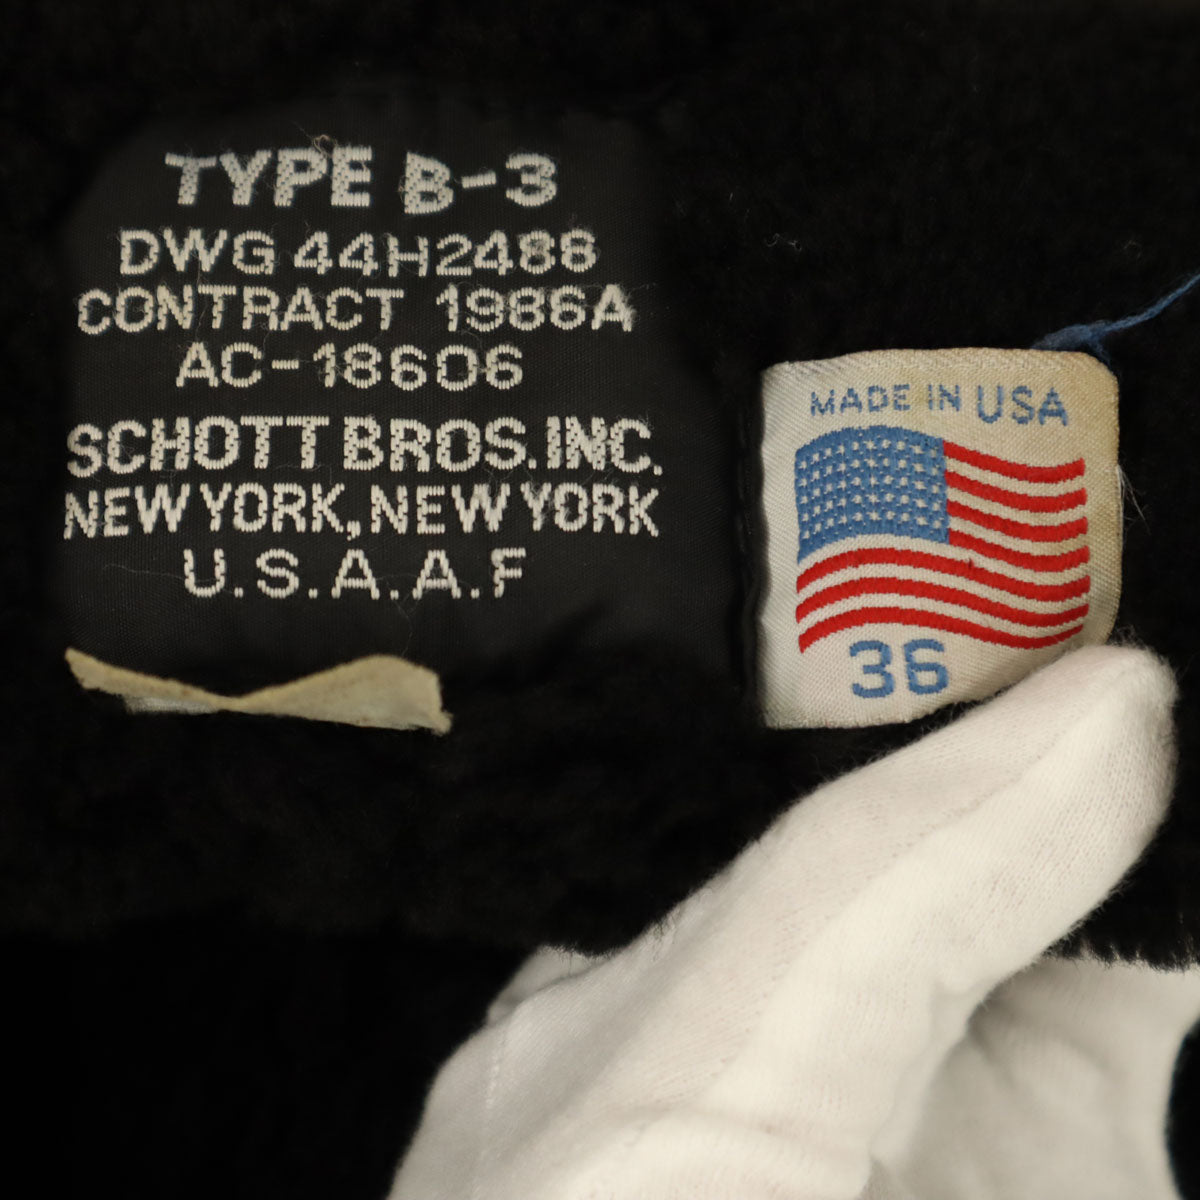 TYPE B-3
DWG 44H2488
CONTRACT 1986A
AC-18606
SCHOTT BROS. INC.
NEW YORK, NEW YORK
U.S.A.A.F
MADE IN USA
36